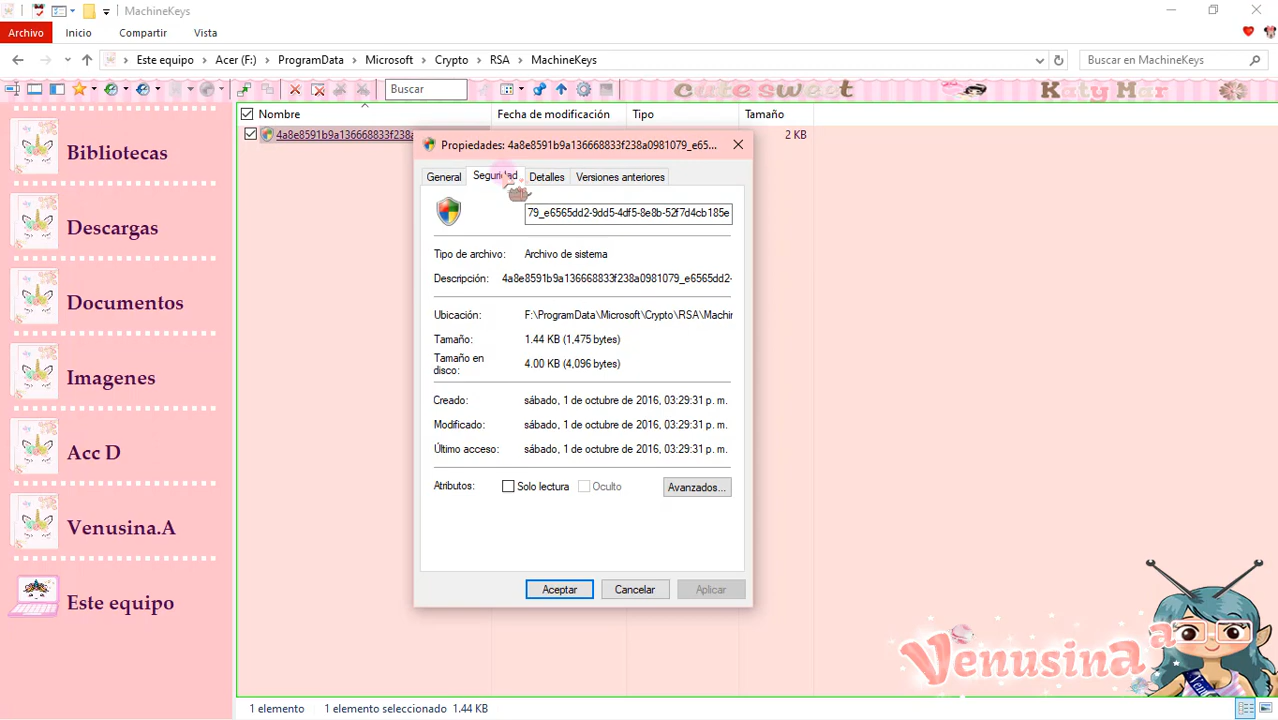 MachineKeys
Archivo
Inicio
Compartir
Vista
Este equipo
Acer (F:)
ProgramData
Microsoft
Crypto
RSA
MachineKeys
Buscar en MachineKeys
Buscar
cute sweet
Katy Mar
Bibliotecas
Descargas
Documentos
Imagenes
Acc D
Venusina.A
Este equipo
Nombre
Fecha de modificación
Tipo
Tamaño
4a8e8591b9a136668833f238a
2 KB
Propiedades: 4a8e8591b9a136668833f238a0981079_e65...
General
Seguridad
Detalles
Versiones anteriores
79_e6565dd2-9dd5-4df5-8e8b-52f7d4cb185e
Tipo de archivo: Archivo de sistema
Descripción: 4a8e8591b9a136668833f238a0981079_e6565dd2-
Ubicación: F:\ProgramData\Microsoft\Crypto\RSA\Machin
Tamaño: 1.44 KB (1,475 bytes)
Tamaño en
disco: 4.00 KB (4,096 bytes)
Creado: sábado, 1 de octubre de 2016, 03:29:31 p. m.
Modificado: sábado, 1 de octubre de 2016, 03:29:31 p. m.
Último acceso: sábado, 1 de octubre de 2016, 03:29:31 p. m.
Atributos: Solo lectura Oculto Avanzados...
Aceptar
Cancelar
Aplicar
Venusina a
1 elemento
1 elemento seleccionado 1.44 KB